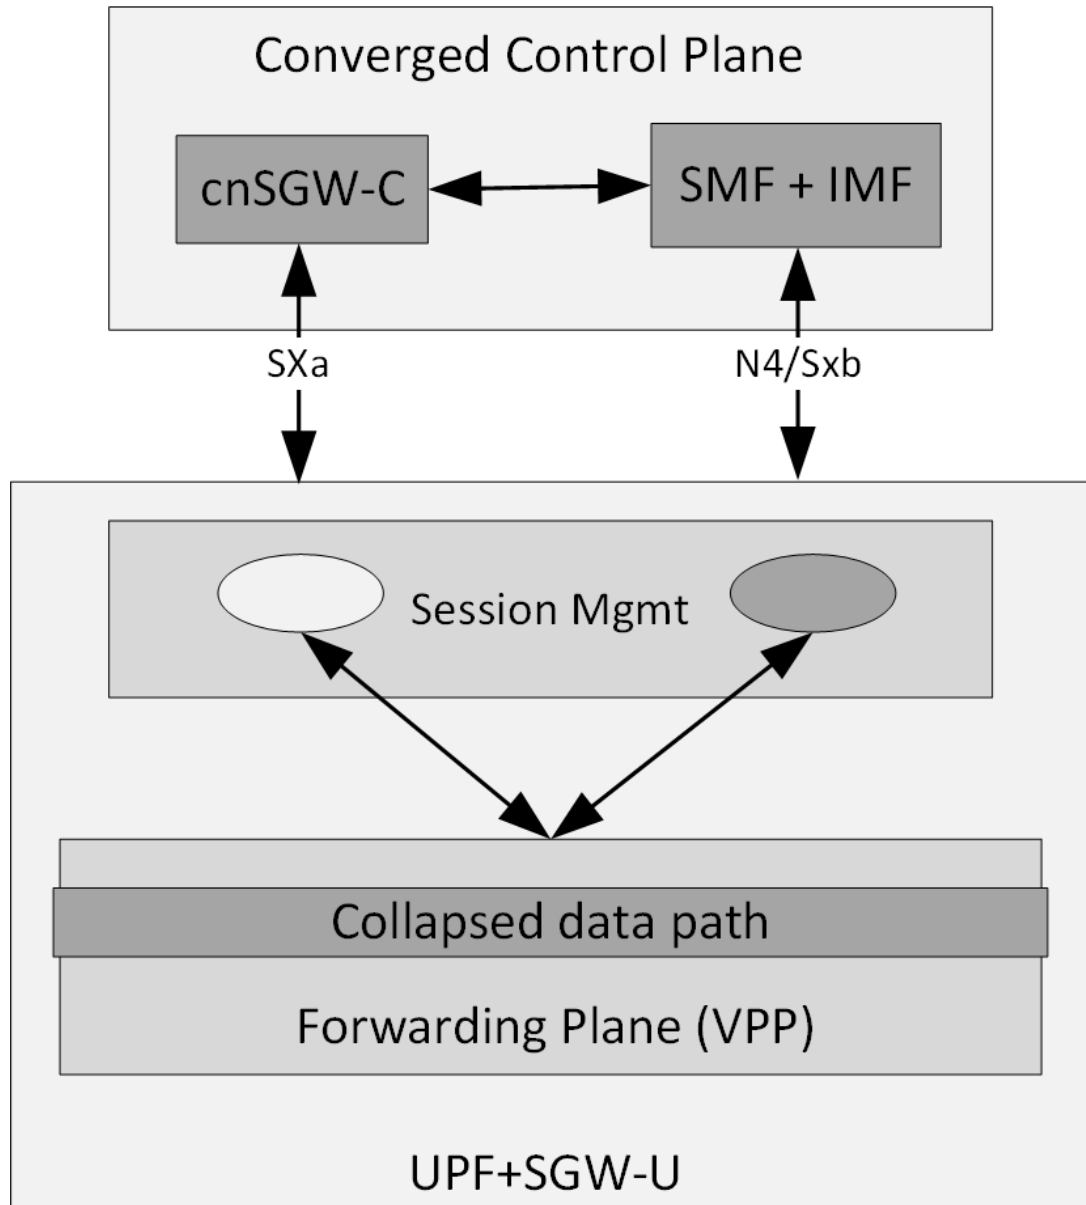 Converged Control Plane
cnSGW-C
SMF + IMF
SXa
N4/Sxb
Session Mgmt
Collapsed data path
Forwarding Plane (VPP)
UPF+SGW-U